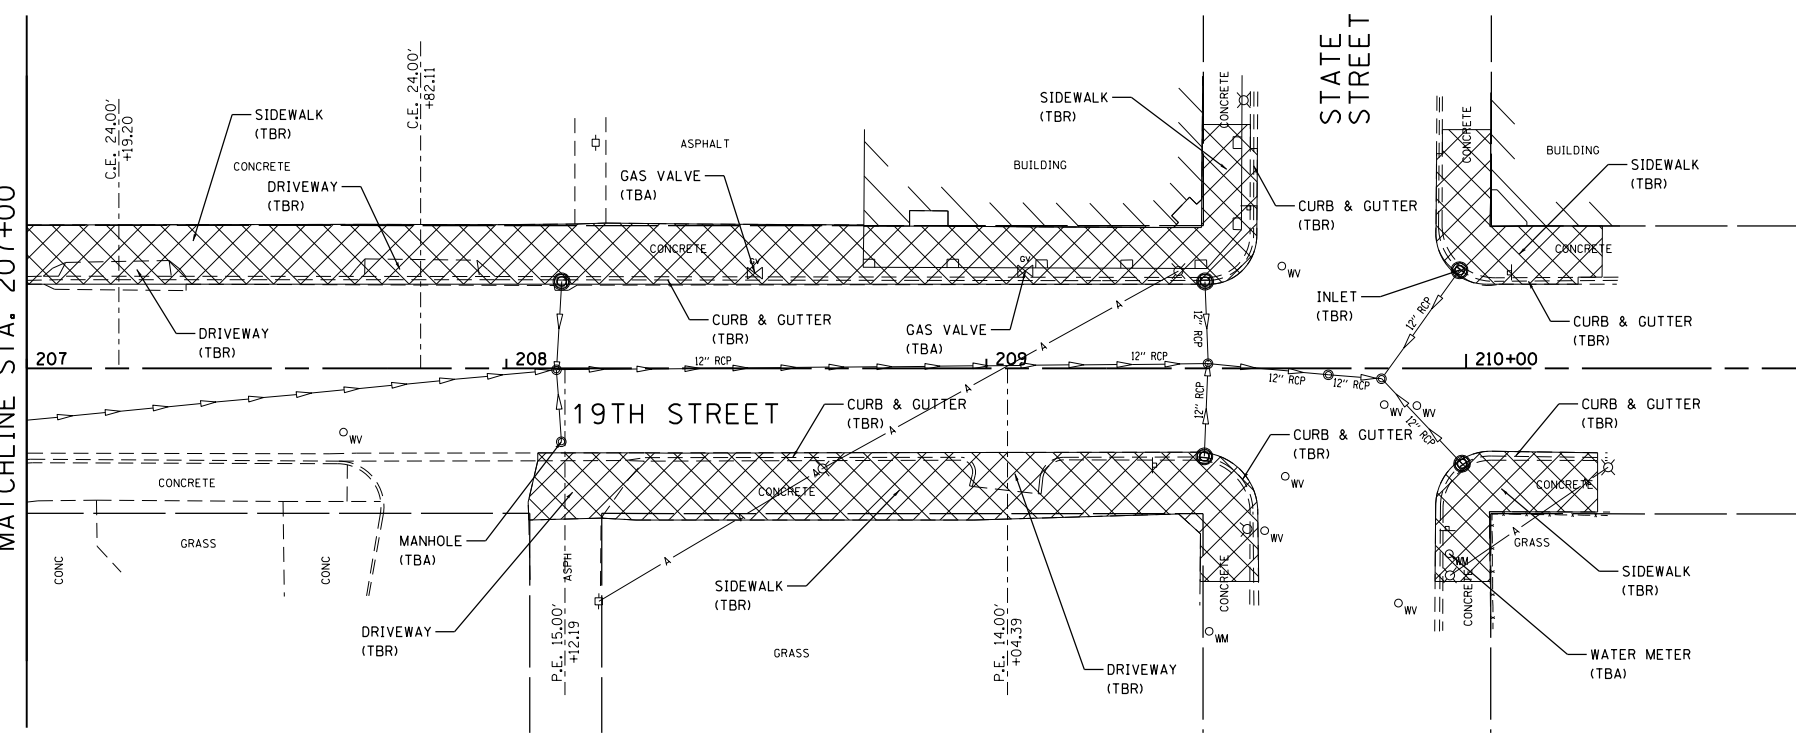 MATCHLINE STA. 207+00
C.E. 24.00'
+19.20
C.E. 24.00'
+82.11
SIDEWALK
(TBR)
CONCRETE
DRIVEWAY
(TBR)
DRIVEWAY
(TBR)
ASPHALT
GAS VALVE
(TBA)
CONCRETE
GV
CURB & GUTTER
(TBR)
BUILDING
GV
GAS VALVE
(TBA)
SIDEWALK
(TBR)
CONCRETE
STATE
STREET
CURB & GUTTER
(TBR)
WV
INLET
(TBR)
CONCRETE
BUILDING
SIDEWALK
(TBR)
CONCRETE
CURB & GUTTER
(TBR)
207
208
209
210+00
12" RCP
12" RCP
12" RCP
12" RCP
12" RCP
12" RCP
12" RCP
12" RCP
A
A
A
A
A
A
A
A
19TH STREET
WV
CURB & GUTTER
(TBR)
CURB & GUTTER
(TBR)
WV
WV
CURB & GUTTER
(TBR)
WV
WV
CONCRETE
CONC
GRASS
CONC
MANHOLE
(TBA)
DRIVEWAY
(TBR)
ASPH
P.E. 15.00'
+12.19
CONCRETE
SIDEWALK
(TBR)
GRASS
P.E. 14.00'
+04.39
DRIVEWAY
(TBR)
CONCRETE
WM
WV
WM
CONCRETE
CONCRETE
GRASS
SIDEWALK
(TBR)
WATER METER
(TBA)